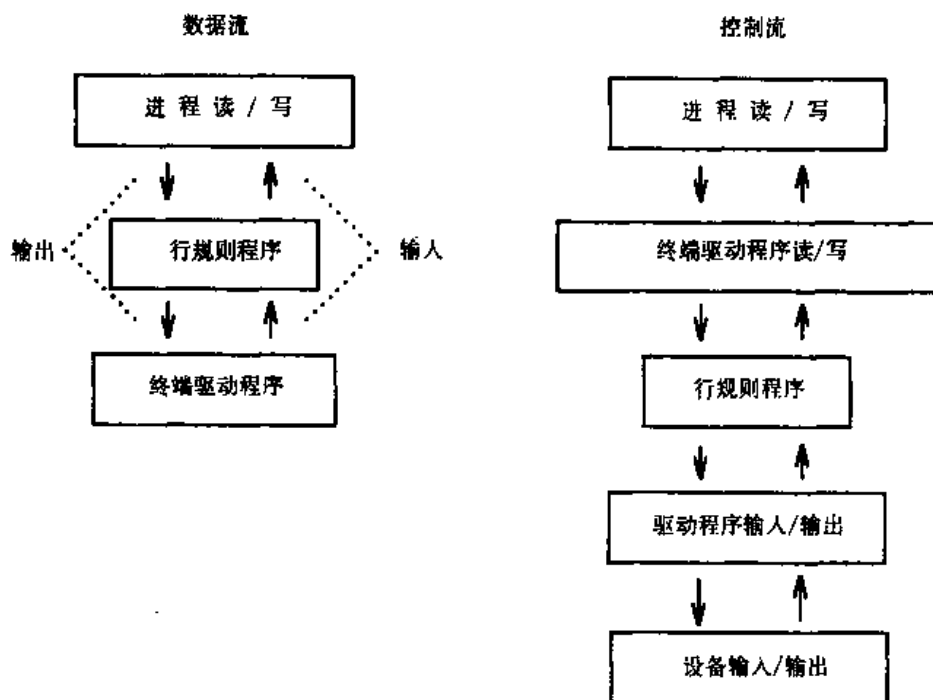 数据流
进程读/写
输出
行规则程序
输入
终端驱动程序
控制流
进程读/写
终端驱动程序读/写
行规则程序
驱动程序输入/输出
设备输入/输出